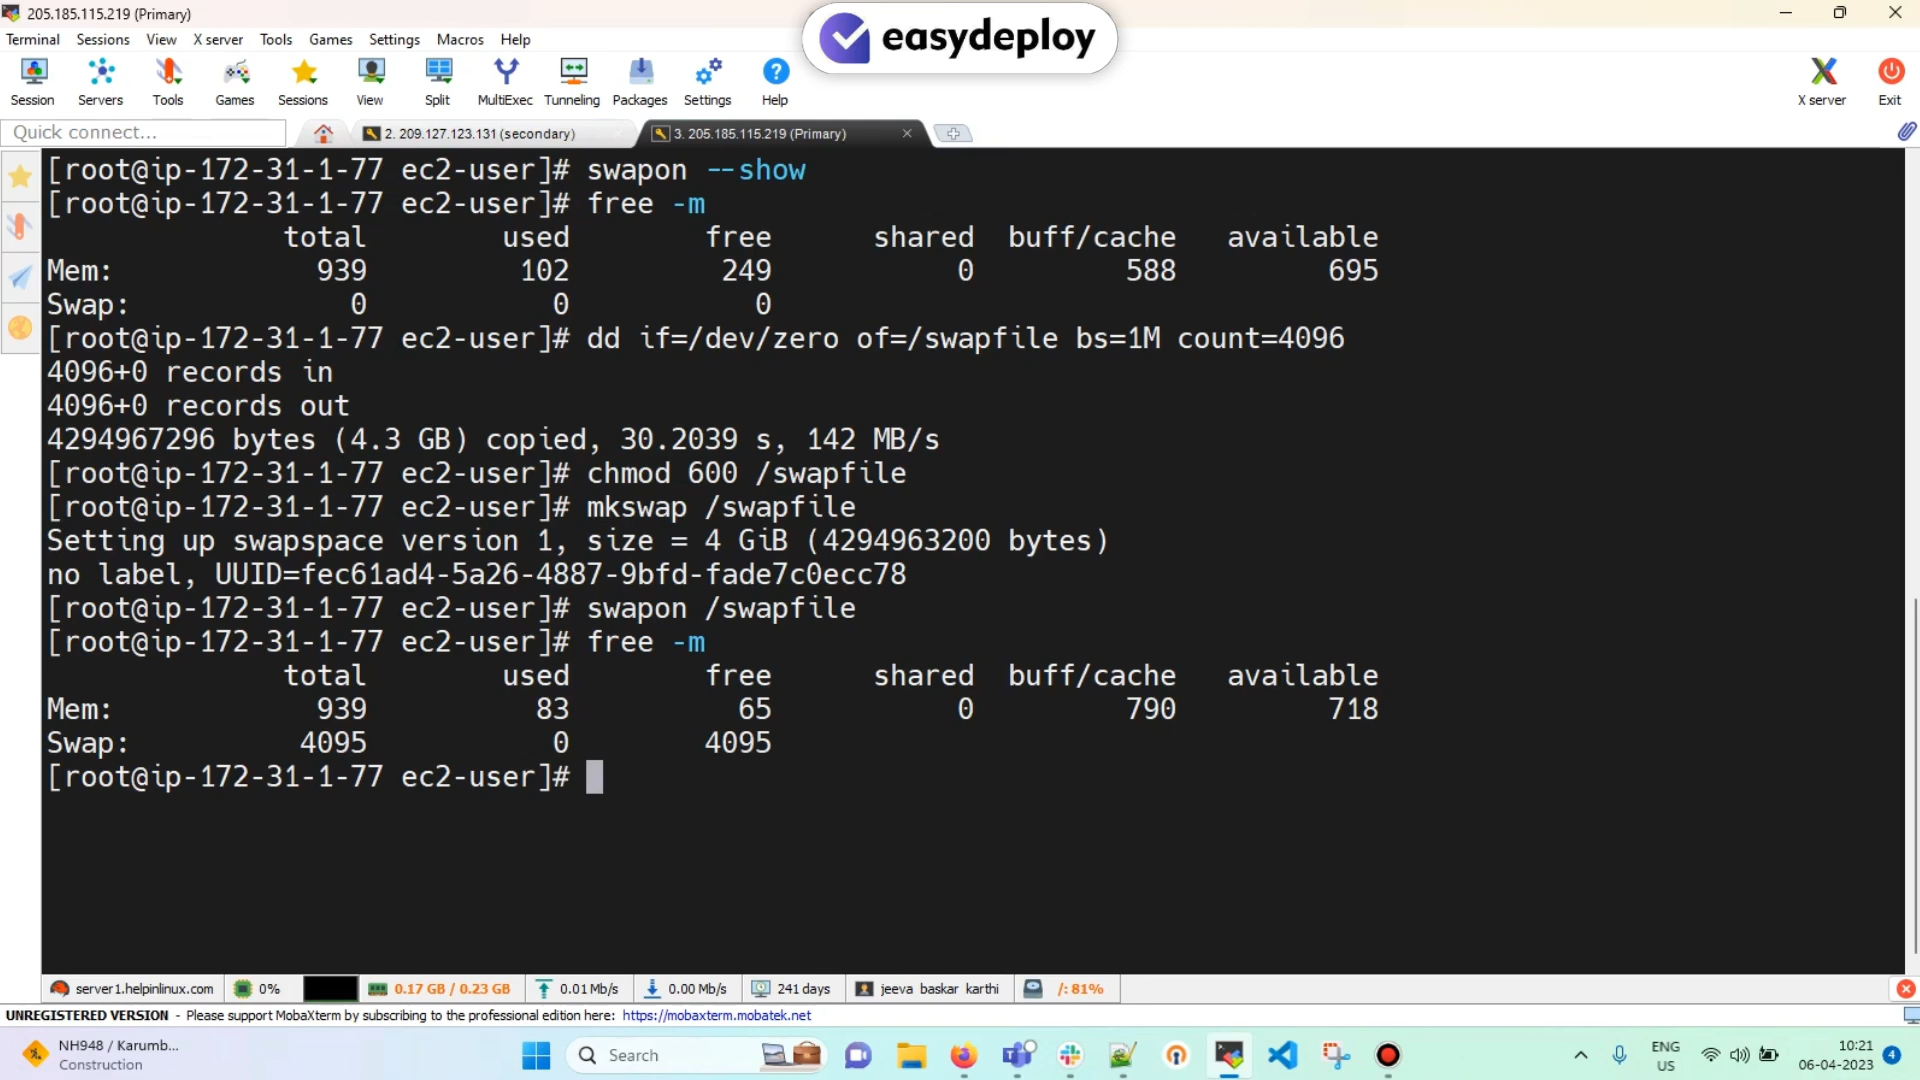 205.185.115.219 (Primary)
easydeploy
Terminal Sessions View X server Tools Games Settings Macros Help
Session Servers Tools Games Sessions View Split MultiExec Tunneling Packages Settings Help X server Exit
Quick connect... 2. 209.127.123.131 (secondary) 3. 205.185.115.219 (Primary)
[root@ip-172-31-1-77 ec2-user]# swapon --show
[root@ip-172-31-1-77 ec2-user]# free -m
total used free shared buff/cache available
Mem: 939 102 249 0 588 695
Swap: 0 0 0
[root@ip-172-31-1-77 ec2-user]# dd if=/dev/zero of=/swapfile bs=1M count=4096
4096+0 records in
4096+0 records out
4294967296 bytes (4.3 GB) copied, 30.2039 s, 142 MB/s
[root@ip-172-31-1-77 ec2-user]# chmod 600 /swapfile
[root@ip-172-31-1-77 ec2-user]# mkswap /swapfile
Setting up swapspace version 1, size = 4 GiB (4294963200 bytes)
no label, UUID=fec61ad4-5a26-4887-9bfd-fade7c0ecc78
[root@ip-172-31-1-77 ec2-user]# swapon /swapfile
[root@ip-172-31-1-77 ec2-user]# free -m
total used free shared buff/cache available
Mem: 939 83 65 0 790 718
Swap: 4095 0 4095
[root@ip-172-31-1-77 ec2-user]#
server1.helpinlinux.com 0% 0.17 GB / 0.23 GB 0.01 Mb/s 0.00 Mb/s 241 days jeeva baskar karthi /: 81%
UNREGISTERED VERSION - Please support MobaXterm by subscribing to the professional edition here: https://mobaxterm.mobatek.net
NH948 / Karumb...
Construction
Search
ENG
US
10:21
06-04-2023
4